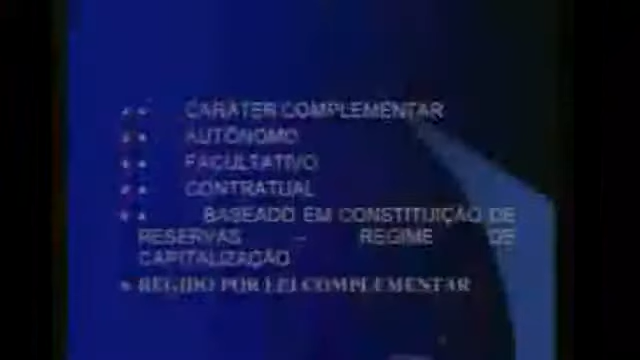 CARÁTER COMPLEMENTAR
AUTÔNOMO
FACULTATIVO
CONTRATUAL
BASEADO EM CONSTITUIÇÃO DE
RESERVAS – REGIME DE
CAPITALIZAÇÃO
REGIDO POR LEI COMPLEMENTAR